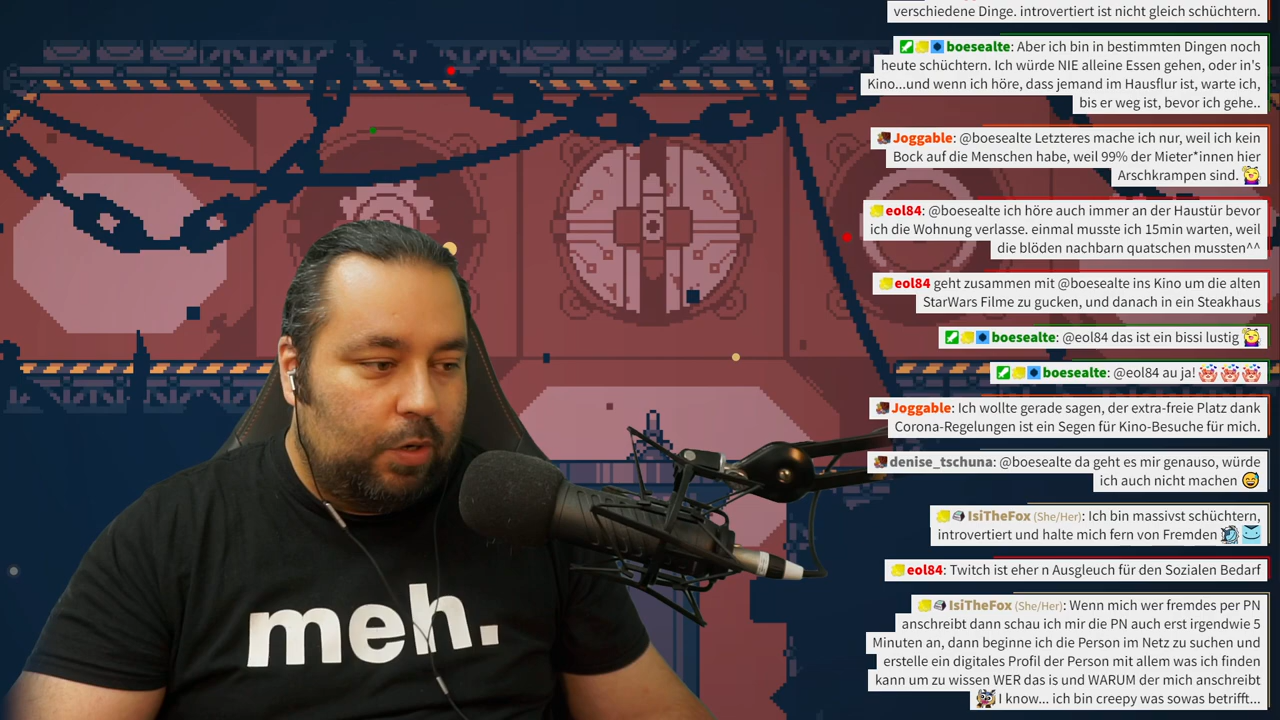 verschiedene Dinge. introvertiert ist nicht gleich schüchtern.
boesealte: Aber ich bin in bestimmten Dingen noch
heute schüchtern. Ich würde NIE alleine Essen gehen, oder in's
Kino...und wenn ich höre, dass jemand im Hausflur ist, warte ich,
bis er weg ist, bevor ich gehe..
Joggable: @boesealte Letzteres mache ich nur, weil ich kein
Bock auf die Menschen habe, weil 99% der Mieter*innen hier
Arschkrampen sind.
eol84: @boesealte ich höre auch immer an der Haustür bevor
ich die Wohnung verlasse. einmal musste ich 15min warten, weil
die blöden nachbarn quatschen mussten^^
eol84 geht zusammen mit @boesealte ins Kino um die alten
StarWars Filme zu gucken, und danach in ein Steakhaus
boesealte: @eol84 das ist ein bissi lustig
boesealte: @eol84 au ja!
Joggable: Ich wollte gerade sagen, der extra-freie Platz dank
Corona-Regelungen ist ein Segen für Kino-Besuche für mich.
denise_tschuna: @boesealte da geht es mir genauso, würde
ich auch nicht machen
IsiTheFox (She/Her): Ich bin massivst schüchtern,
introvertiert und halte mich fern von Fremden
eol84: Twitch ist eher n Ausgleuch für den Sozialen Bedarf
IsiTheFox (She/Her): Wenn mich wer fremdes per PN
anschreibt dann schau ich mir die PN auch erst irgendwie 5
Minuten an, dann beginne ich die Person im Netz zu suchen und
erstelle ein digitales Profil der Person mit allem was ich finden
kann um zu wissen WER das is und WARUM der mich anschreibt
I know... ich bin creepy was sowas betrifft...
meh.